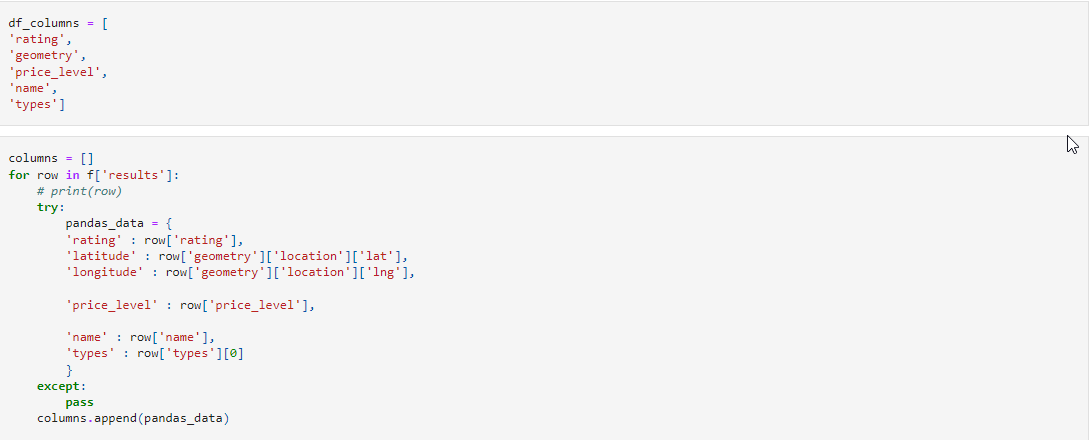 df_columns = [
'rating',
'geometry',
'price_level',
'name',
'types']
columns = []
for row in f['results']:
    # print(row)
    try:
        pandas_data = {
        'rating' : row['rating'],
        'latitude' : row['geometry']['location']['lat'],
        'longitude' : row['geometry']['location']['lng'],
        'price_level' : row['price_level'],
        'name' : row['name'],
        'types' : row['types'][0]
        }
    except:
        pass
    columns.append(pandas_data)